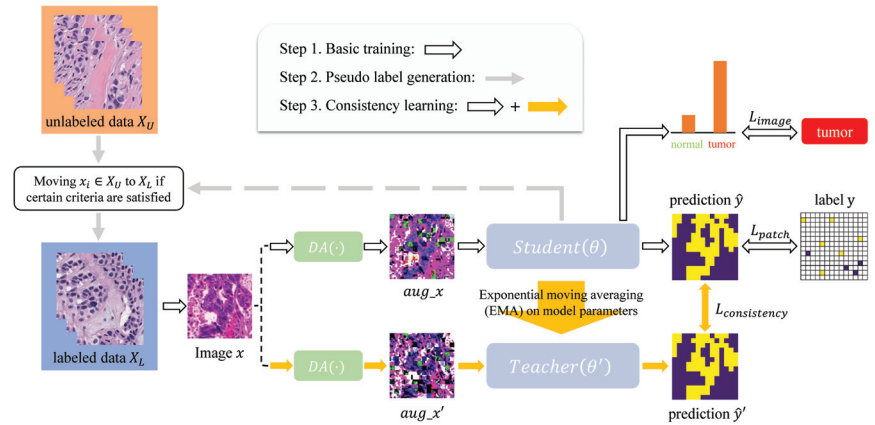 Step 1. Basic training:
Step 2. Pseudo label generation:
Step 3. Consistency learning: +
unlabeled data X_U
Moving x_i ∈ X_U to X_L if
certain criteria are satisfied
labeled data X_L
Image x
DA(·)
aug_x
Student(θ)
normal tumor
L_image
tumor
prediction ŷ
L_patch
label y
Exponential moving averaging
(EMA) on model parameters
L_consistency
DA(·)
aug_x′
Teacher(θ′)
prediction ŷ′